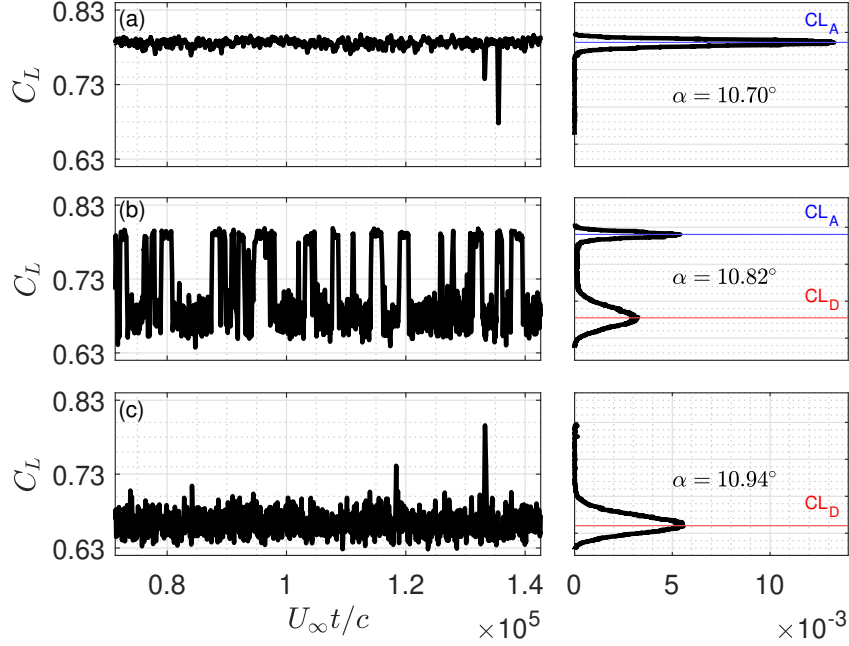 (a)
0.83
0.73
0.63
C_L
CL_A
α = 10.70°
(b)
0.83
0.73
0.63
C_L
CL_A
α = 10.82°
CL_D
(c)
0.83
0.73
0.63
C_L
α = 10.94°
CL_D
0.8 1 1.2 1.4
U_∞t/c
×10^5
0 5 10
×10^-3